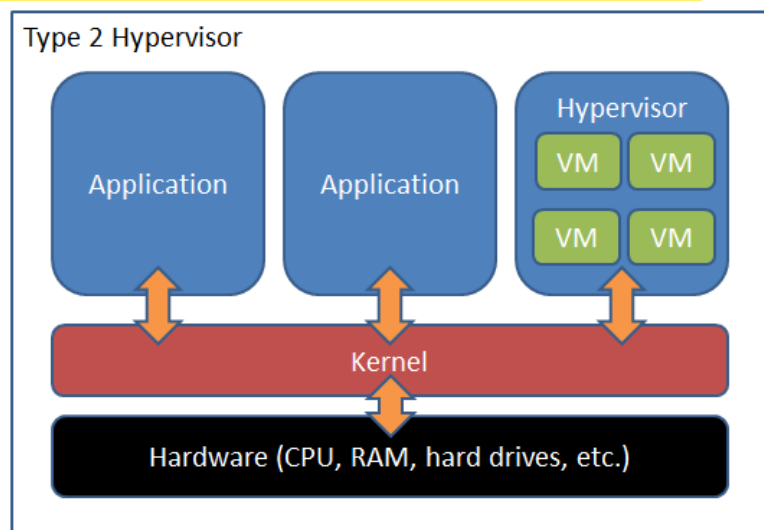 Type 2 Hypervisor
Application
Application
Hypervisor
VM VM
VM VM
Kernel
Hardware (CPU, RAM, hard drives, etc.)